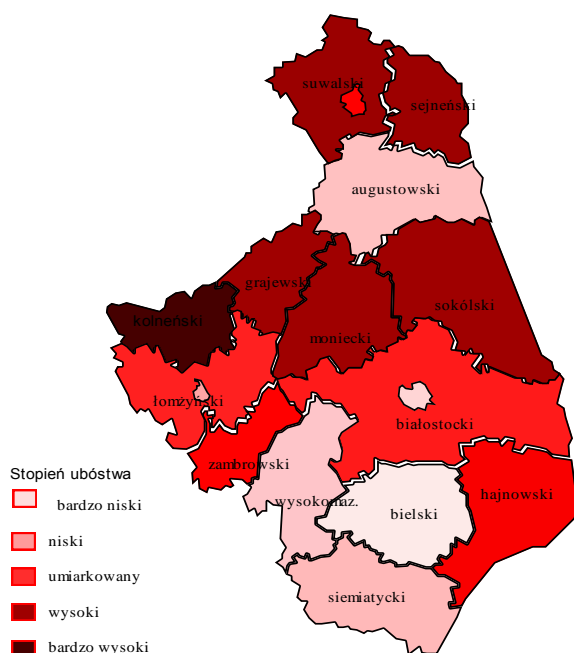 suwalski
sejneński
augustowski
grajewski
kolneński
sokólski
moniecki
łomżyński
białostocki
zambrowski
hajnowski
wysokomaz.
bielski
siemiatycki
Stopień ubóstwa
bardzo niski
niski
umiarkowany
wysoki
bardzo wysoki